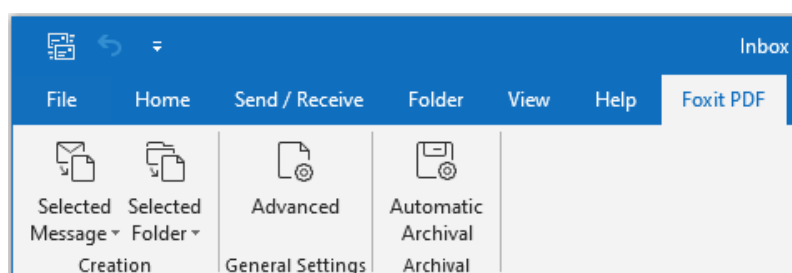 Inbox
File Home Send / Receive Folder View Help Foxit PDF
Selected Selected Advanced Automatic
Message Folder Archival
Creation General Settings Archival